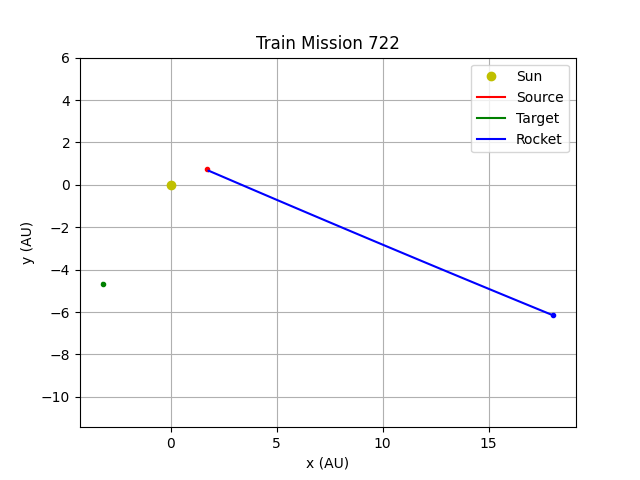 Train Mission 722
Sun
Source
Target
Rocket
6
4
2
0
−2
−4
−6
−8
−10
y (AU)
0 5 10 15
x (AU)